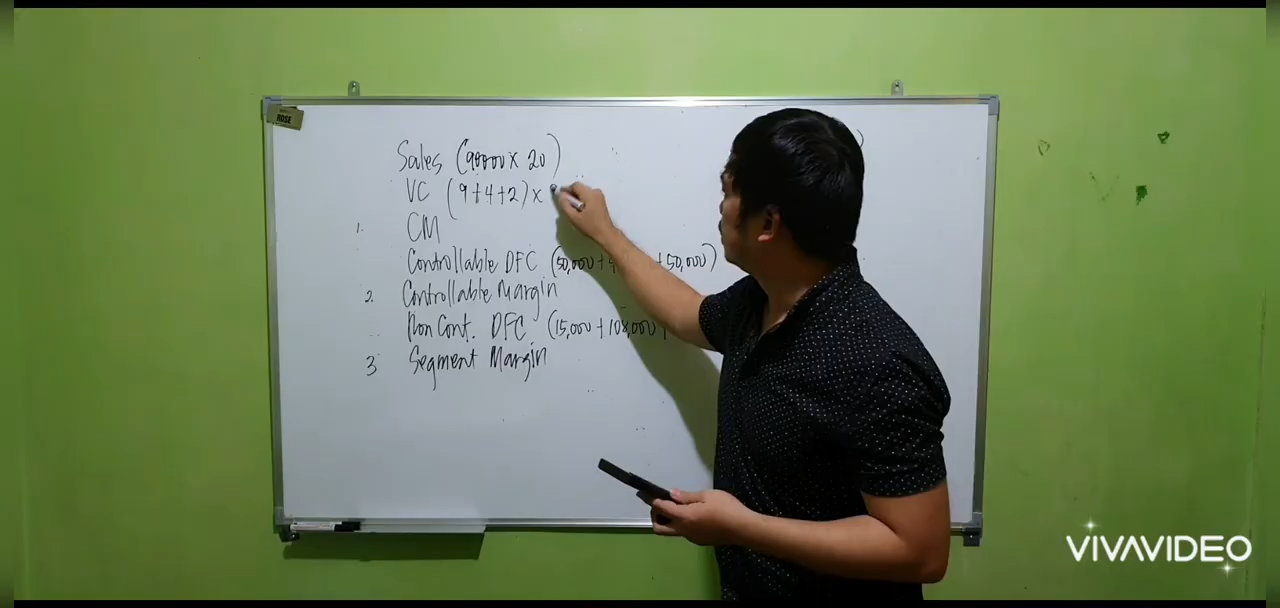 ROSE
Sales (90000 x 20)
VC (9+4+2) x
1. CM
Controllable DFC (50,000 + + 50,000)
2. Controllable Margin
Non Cont. DFC (15,000 + 108,000)
3 Segment Margin
VIVAVIDEO